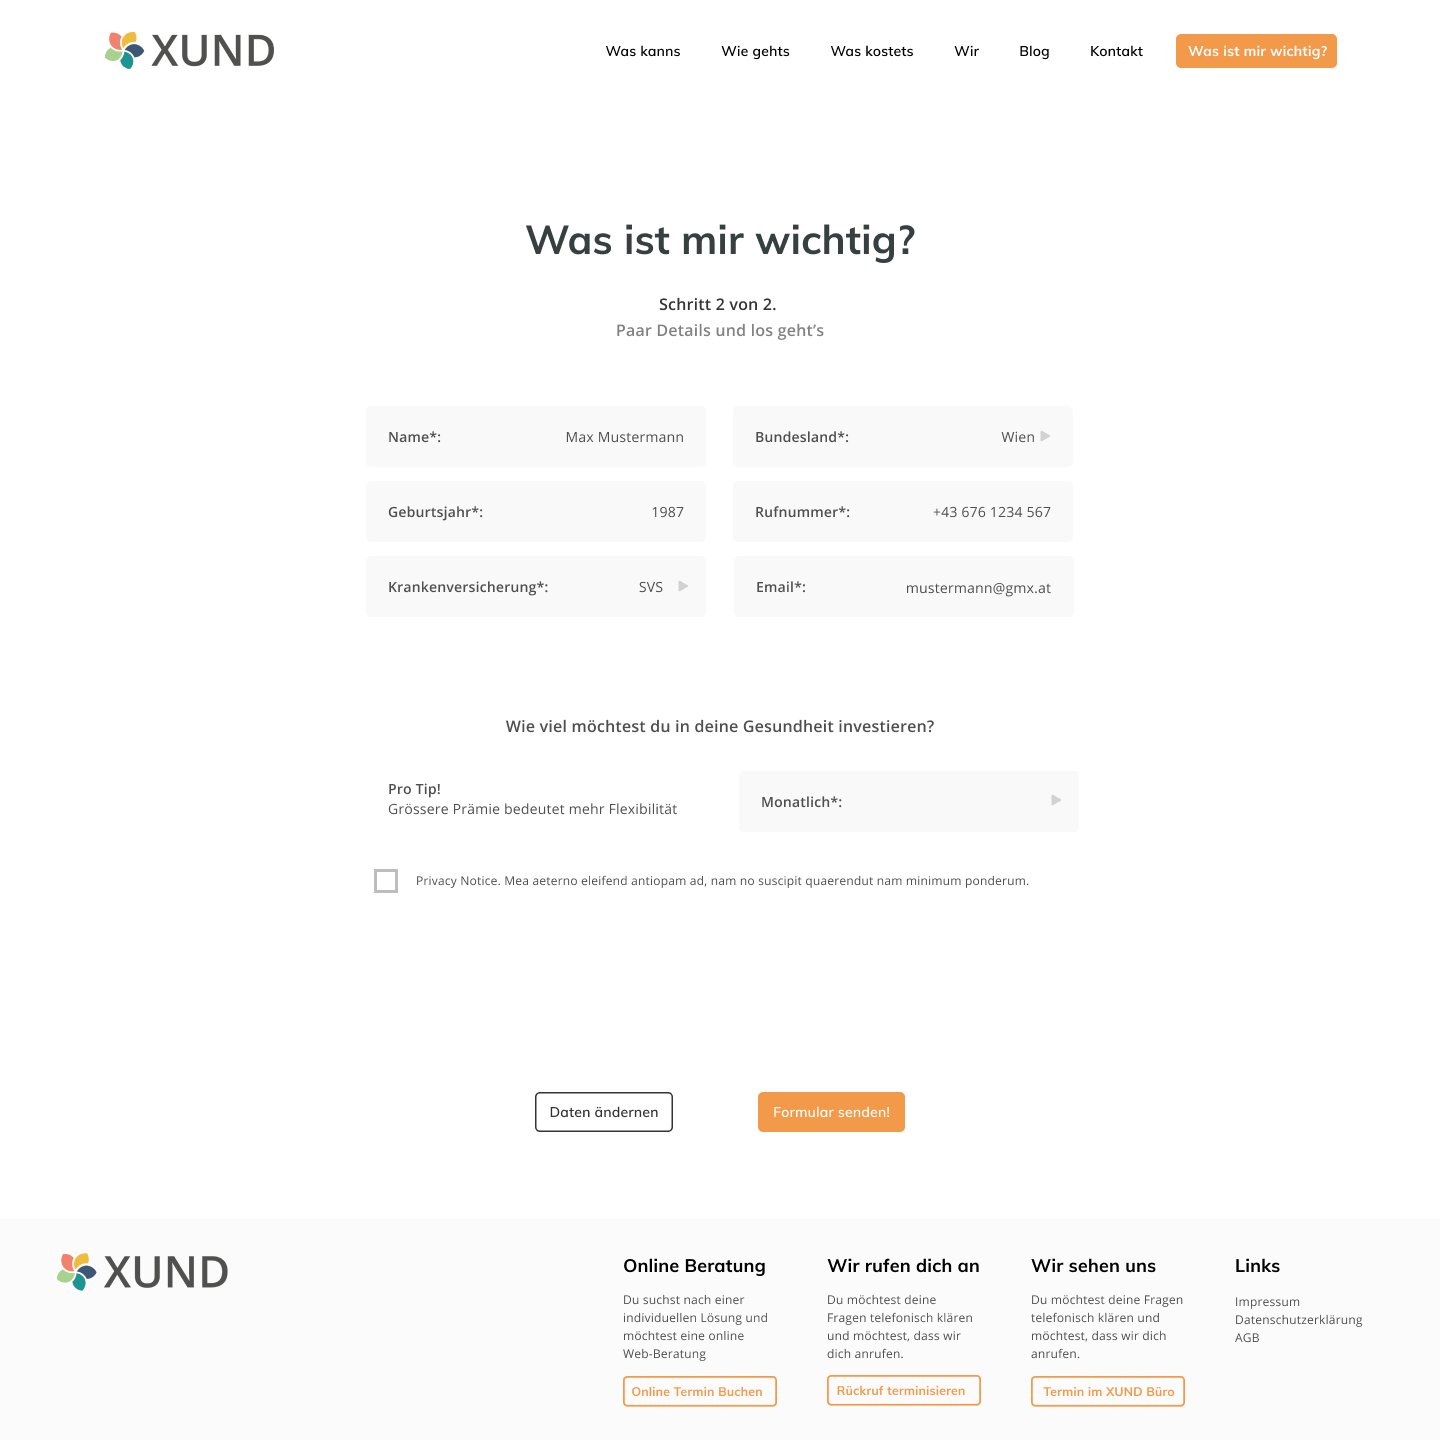 XUND
Was kanns
Wie gehts
Was kostets
Wir
Blog
Kontakt
Was ist mir wichtig?
Was ist mir wichtig?
Schritt 2 von 2.
Paar Details und los geht’s
Name*: Max Mustermann
Bundesland*: Wien
Geburtsjahr*: 1987
Rufnummer*: +43 676 1234 567
Krankenversicherung*: SVS
Email*: mustermann@gmx.at
Wie viel möchtest du in deine Gesundheit investieren?
Pro Tip!
Grössere Prämie bedeutet mehr Flexibilität
Monatlich*:
Privacy Notice. Mea aeterno eleifend antiopam ad, nam no suscipit quaerendut nam minimum ponderum.
Daten ändernen
Formular senden!
XUND
Online Beratung
Du suchst nach einer
individuellen Lösung und
möchtest eine online
Web-Beratung
Online Termin Buchen
Wir rufen dich an
Du möchtest deine
Fragen telefonisch klären
und möchtest, dass wir
dich anrufen.
Rückruf terminisieren
Wir sehen uns
Du möchtest deine Fragen
telefonisch klären und
möchtest, dass wir dich
anrufen.
Termin im XUND Büro
Links
Impressum
Datenschutzerklärung
AGB